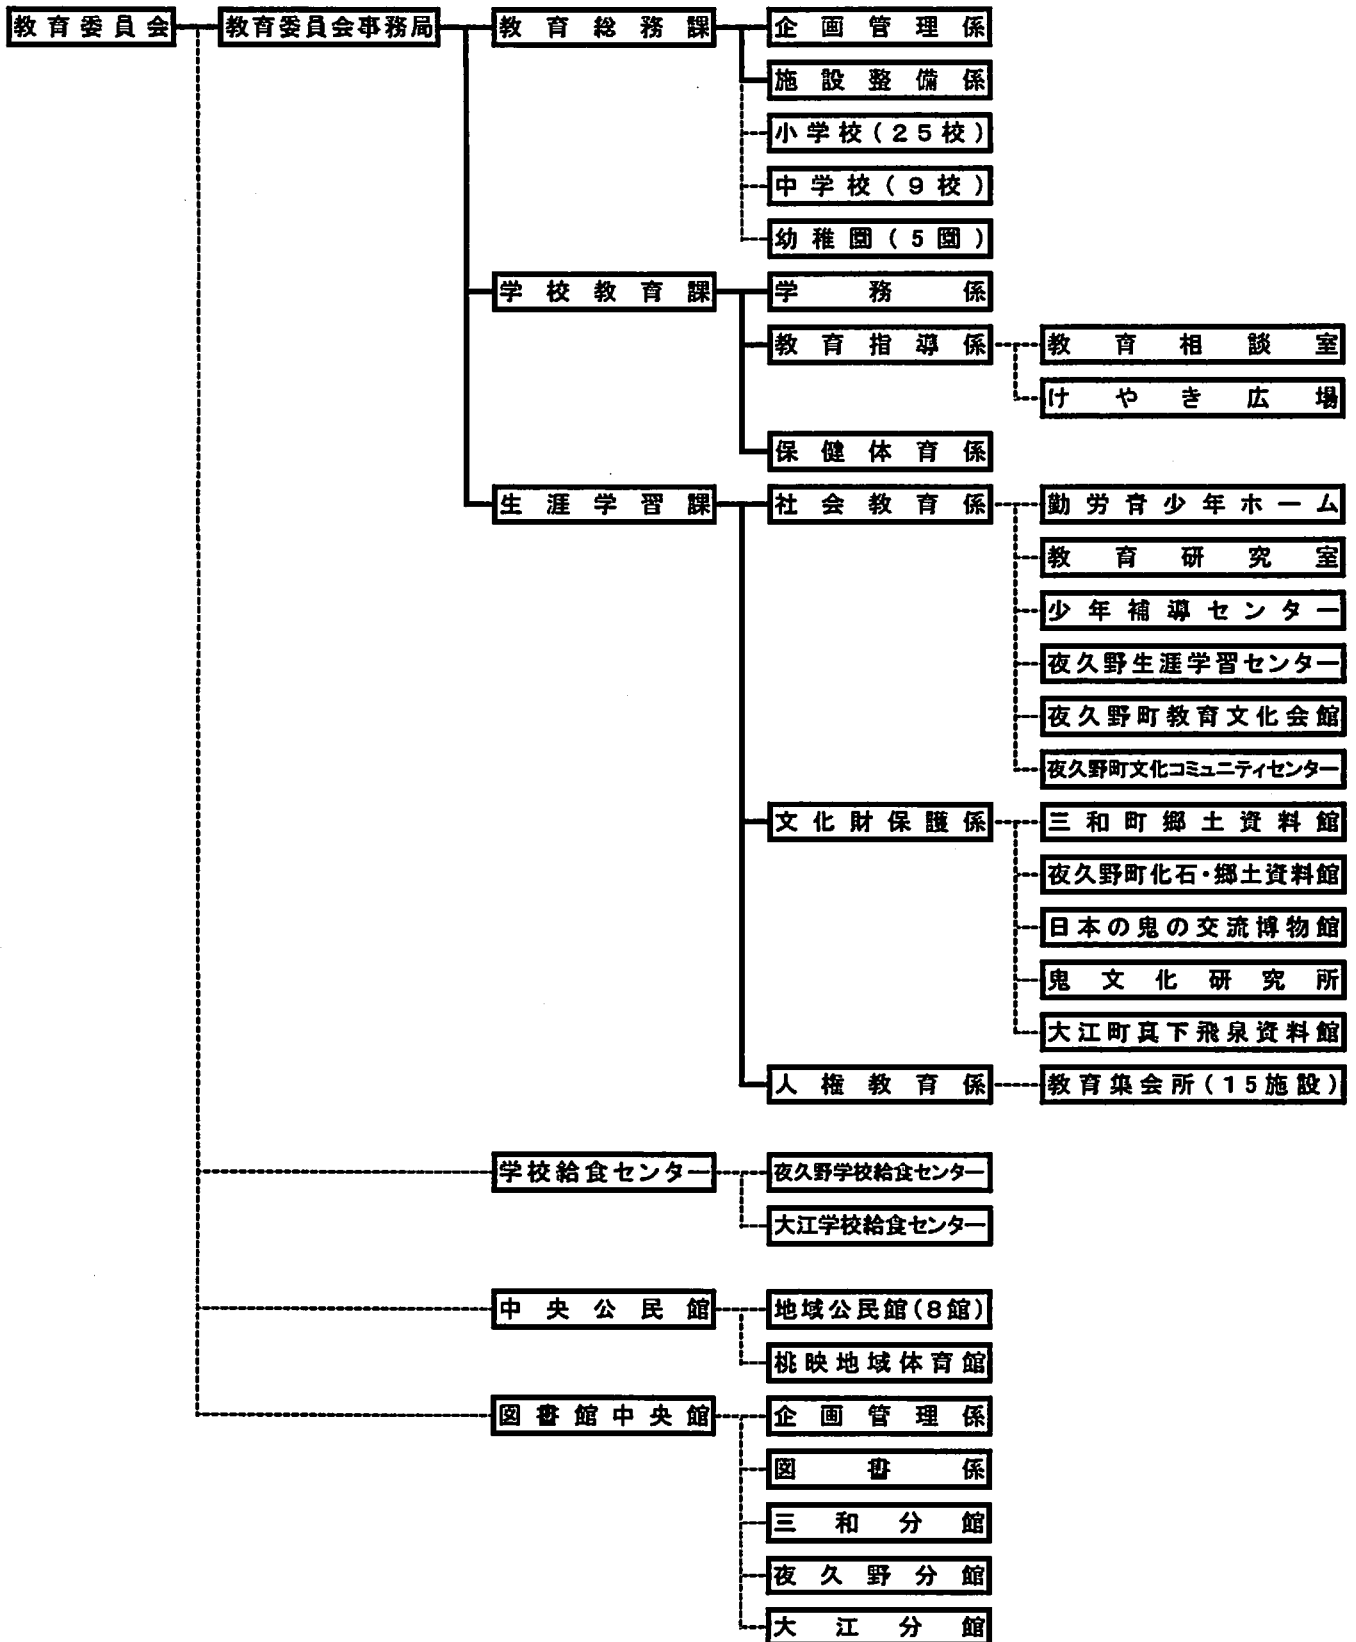 教育委員会 教育委員会事務局 教育総務課 企画管理係
施設整備係
小学校(25校)
中学校(9校)
幼稚園(5園)
学校教育課 学務係
教育指導係 教育相談室
けやき広場
保健体育係
生涯学習課 社会教育係 勤労青少年ホーム
教育研究室
少年補導センター
夜久野生涯学習センター
夜久野町教育文化会館
夜久野町文化コミュニティセンター
文化財保護係 三和町郷土資料館
夜久野町化石・郷土資料館
日本の鬼の交流博物館
鬼文化研究所
大江町真下飛泉資料館
人権教育係 教育集会所(15施設)
学校給食センター 夜久野学校給食センター
大江学校給食センター
中央公民館 地域公民館(8館)
桃映地域体育館
図書館中央館 企画管理係
図書係
三和分館
夜久野分館
大江分館